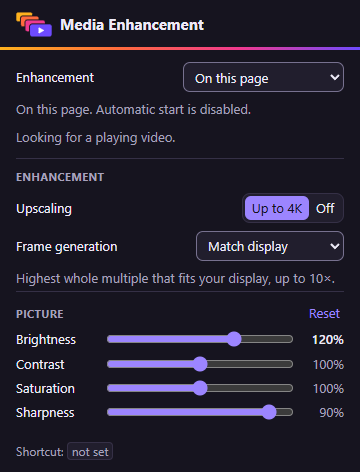 Media Enhancement
Enhancement On this page
On this page. Automatic start is disabled.
Looking for a playing video.
ENHANCEMENT
Upscaling Up to 4K Off
Frame generation Match display
Highest whole multiple that fits your display, up to 10×.
PICTURE Reset
Brightness 120%
Contrast 100%
Saturation 100%
Sharpness 90%
Shortcut: not set